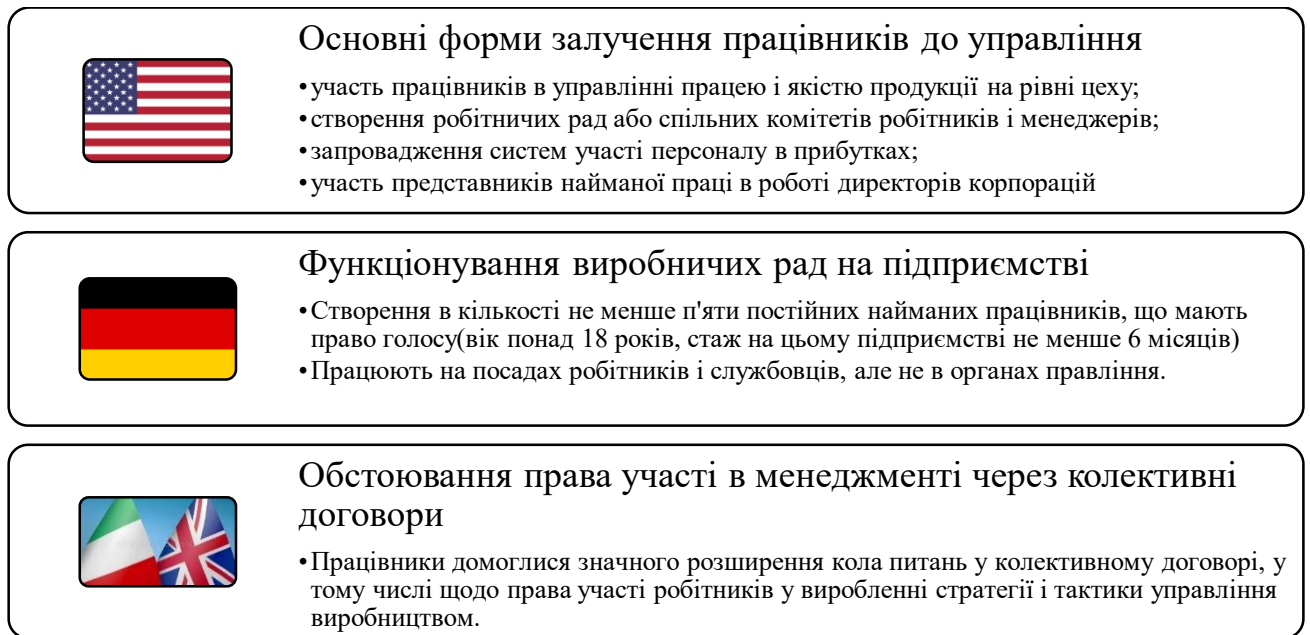 Основні форми залучення працівників до управління
•участь працівників в управлінні працею і якістю продукції на рівні цеху;
•створення робітничих рад або спільних комітетів робітників і менеджерів;
•запровадження систем участі персоналу в прибутках;
•участь представників найманої праці в роботі директорів корпорацій
Функціонування виробничих рад на підприємстві
•Створення в кількості не менше п'яти постійних найманих працівників, що мають
право голосу(вік понад 18 років, стаж на цьому підприємстві не менше 6 місяців)
•Працюють на посадах робітників і службовців, але не в органах правління.
Обстоювання права участі в менеджменті через колективні
договори
•Працівники домоглися значного розширення кола питань у колективному договорі, у
тому числі щодо права участі робітників у виробленні стратегії і тактики управління
виробництвом.